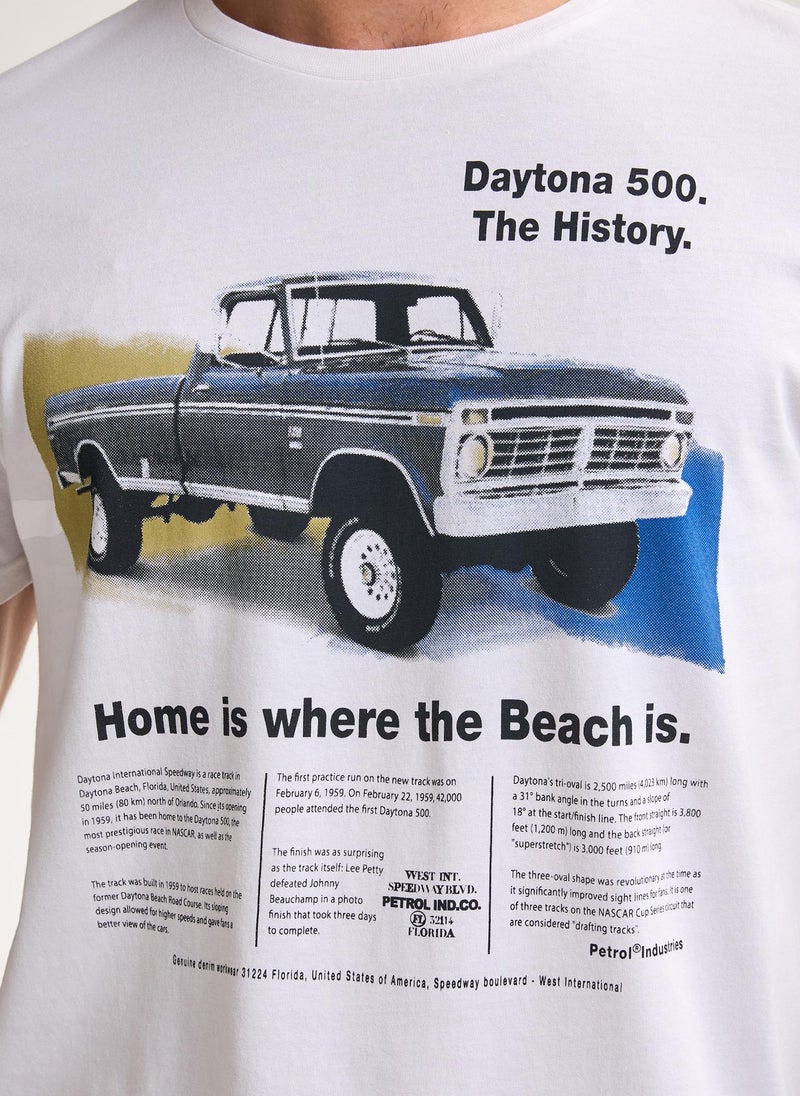 Daytona 500.
The History.
Home is where the Beach is.
Daytona International Speedway is a race track in
Daytona Beach, Florida, United States, approximately
50 miles (80 km) north of Orlando. Since its opening
in 1959, it has been home to the Daytona 500, the
most prestigious race in NASCAR, as well as the
season-opening event.
The track was built in 1959 to host races held on the
former Daytona Beach Road Course. Its sloping
design allowed for higher speeds and gave fans a
better view of the cars.
The first practice run on the new track was on
February 6, 1959. On February 22, 1959, 42,000
people attended the first Daytona 500.
The finish was as surprising
as the track itself: Lee Petty
defeated Johnny
Beauchamp in a photo
finish that took three days
to complete.
WEST INT.
SPEEDWAY BLVD.
PETROL IND.CO.
32114
FLORIDA
Daytona's tri-oval is 2,500 miles (4,023 km) long with
a 31° bank angle in the turns and a slope of
18° at the start/finish line. The front straight is 3,800
feet (1,200 m) long and the back straight (or
"superstretch") is 3,000 feet (910 m) long.
The three-oval shape was revolutionary at the time as
it significantly improved sight lines for fans. It is one
of three tracks on the NASCAR Cup Series circuit that
are considered "drafting tracks".
Petrol®Industries
Genuine denim workwear 31224 Florida, United States of America, Speedway boulevard - West International